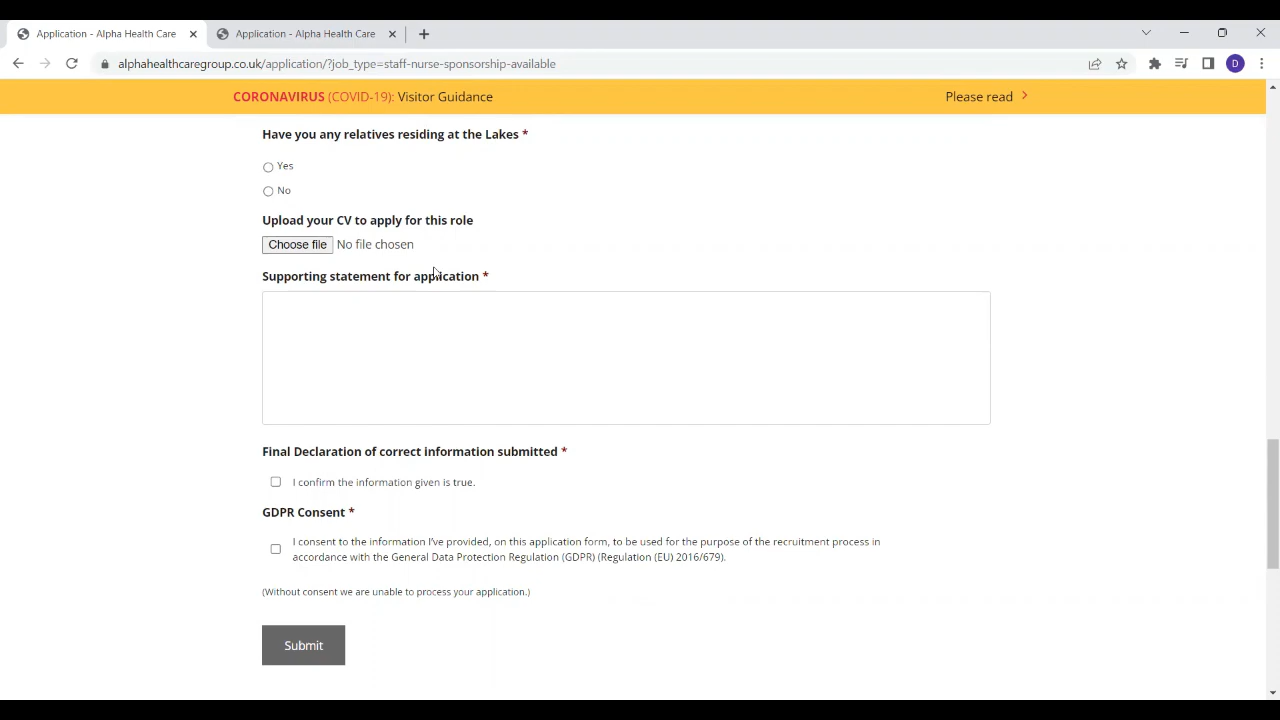 Application - Alpha Health Care
Application - Alpha Health Care
alphahealthcaregroup.co.uk/application/?job_type=staff-nurse-sponsorship-available
D
CORONAVIRUS (COVID-19): Visitor Guidance
Please read
Have you any relatives residing at the Lakes *
Yes
No
Upload your CV to apply for this role
Choose file No file chosen
Supporting statement for application *
Final Declaration of correct information submitted *
I confirm the information given is true.
GDPR Consent *
I consent to the information I've provided, on this application form, to be used for the purpose of the recruitment process in
accordance with the General Data Protection Regulation (GDPR) (Regulation (EU) 2016/679).
(Without consent we are unable to process your application.)
Submit